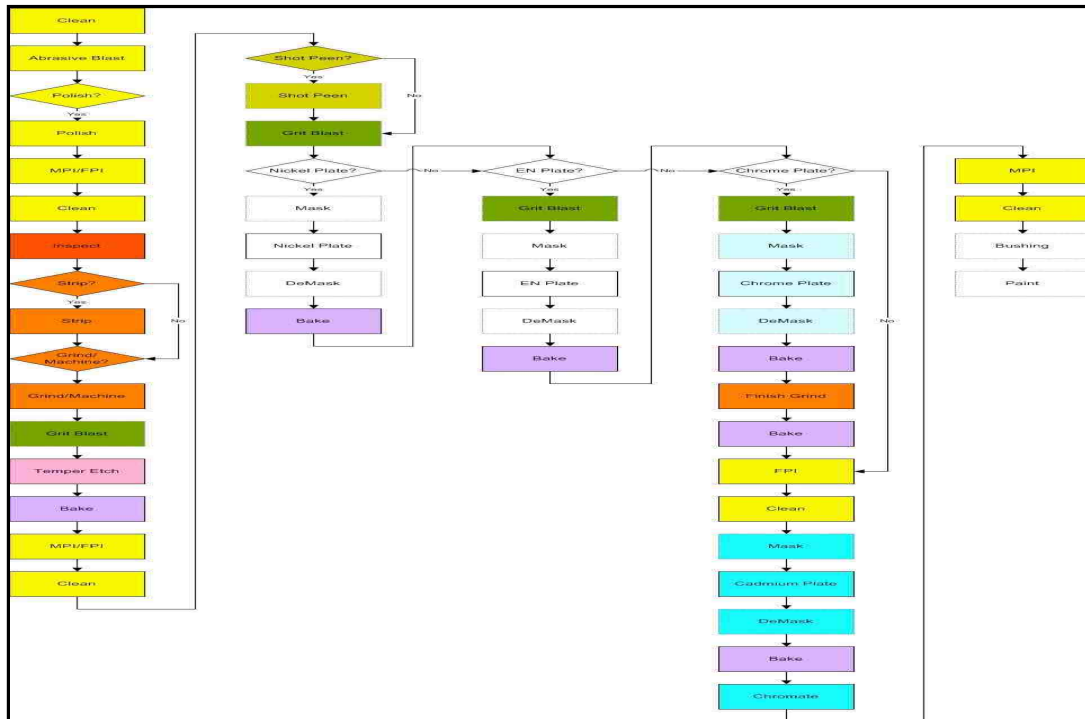 Clean
Abrasive Blast
Polish?
Yes
Polish
MPI/FPI
Clean
Inspect
Strip?
Yes
Strip
No
Grind/
Machine?
Grind/Machine
Grit Blast
Temper Etch
Bake
MPI/FPI
Clean
Shot Peen?
Yes
Shot Peen
No
Grit Blast
Nickel Plate?
No
Yes
Mask
Nickel Plate
DeMask
Bake
EN Plate?
No
Yes
Grit Blast
Mask
EN Plate
DeMask
Bake
Chrome Plate?
Yes
Grit Blast
Mask
Chrome Plate
DeMask
No
Bake
Finish Grind
Bake
FPI
Clean
Mask
Cadmium Plate
DeMask
Bake
Chromate
MPI
Clean
Bushing
Paint